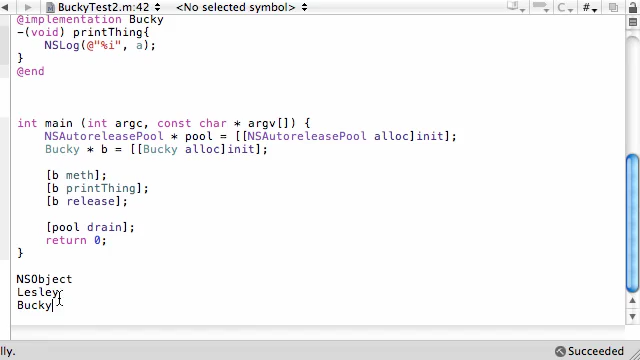 BuckyTest2.m:42 <No selected symbol> C #
@implementation Bucky
-(void) printThing{
NSLog(@"%i", a);
}
@end
int main (int argc, const char * argv[]) {
NSAutoreleasePool * pool = [[NSAutoreleasePool alloc]init];
Bucky * b = [[Bucky alloc]init];
[b meth];
[b printThing];
[b release];
[pool drain];
return 0;
}
NSObject
Lesley
Bucky
lly. Succeeded